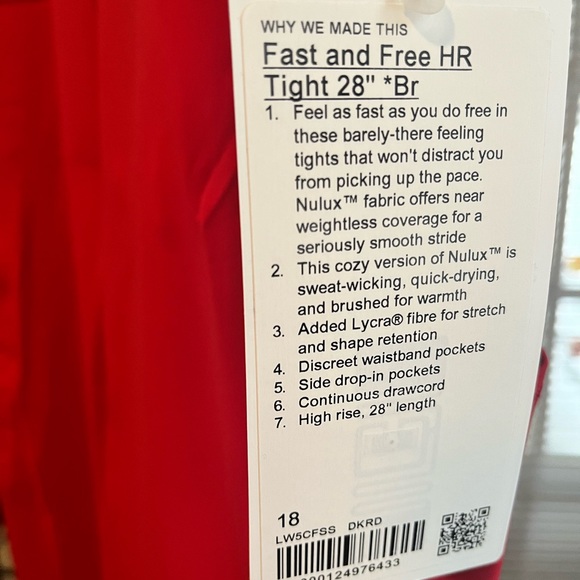 WHY WE MADE THIS
Fast and Free HR
Tight 28" *Br
1. Feel as fast as you do free in
these barely-there feeling
tights that won't distract you
from picking up the pace.
Nulux™ fabric offers near
weightless coverage for a
seriously smooth stride
2. This cozy version of Nulux™ is
sweat-wicking, quick-drying,
and brushed for warmth
3. Added Lycra® fibre for stretch
and shape retention
4. Discreet waistband pockets
5. Side drop-in pockets
6. Continuous drawcord
7. High rise, 28" length
18
LW5CFSS DKRD